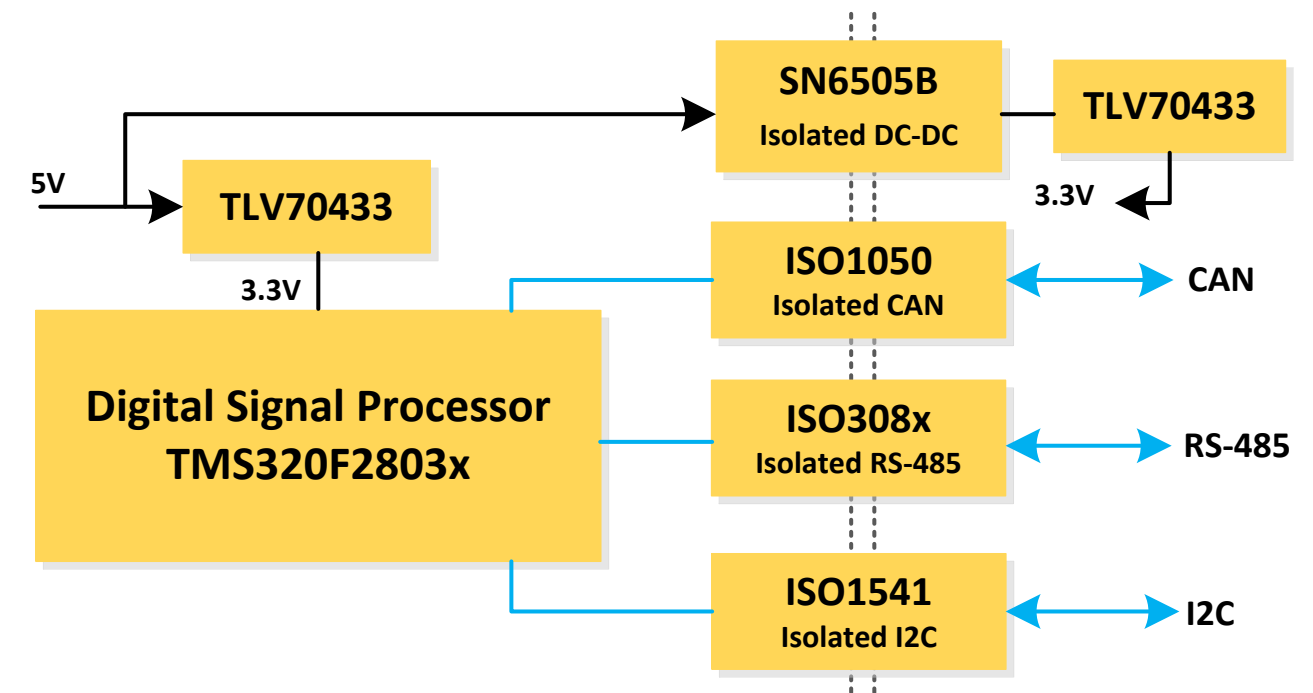 SN6505B
Isolated DC-DC
TLV70433
5V
TLV70433
3.3V
3.3V
ISO1050
Isolated CAN
CAN
Digital Signal Processor
TMS320F2803x
ISO308x
Isolated RS-485
RS-485
ISO1541
Isolated I2C
I2C